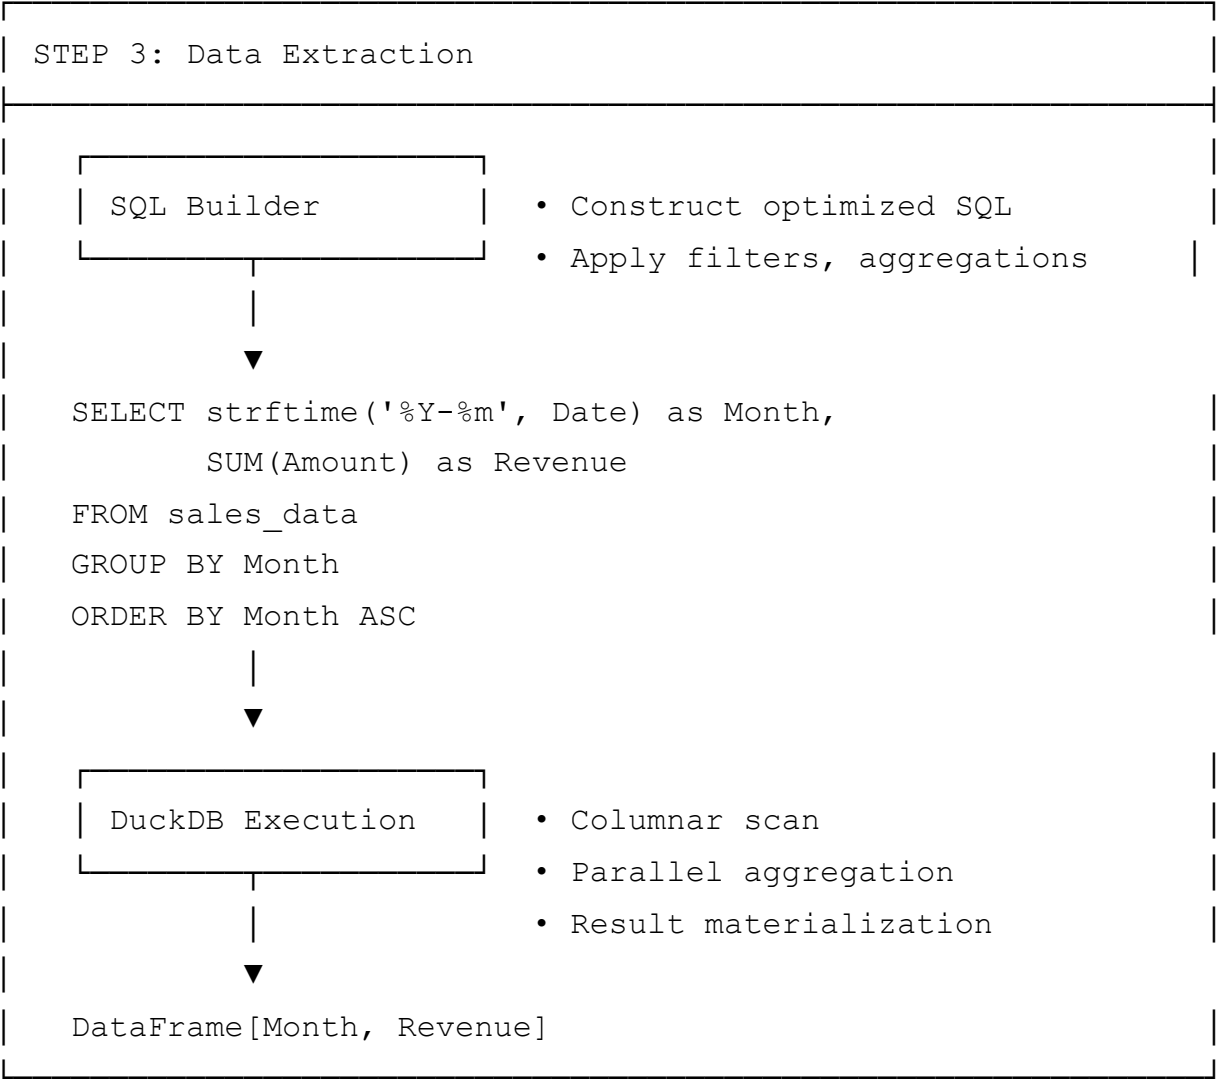 STEP 3: Data Extraction
SQL Builder • Construct optimized SQL
• Apply filters, aggregations
SELECT strftime('%Y-%m', Date) as Month,
SUM(Amount) as Revenue
FROM sales_data
GROUP BY Month
ORDER BY Month ASC
DuckDB Execution • Columnar scan
• Parallel aggregation
• Result materialization
DataFrame[Month, Revenue]